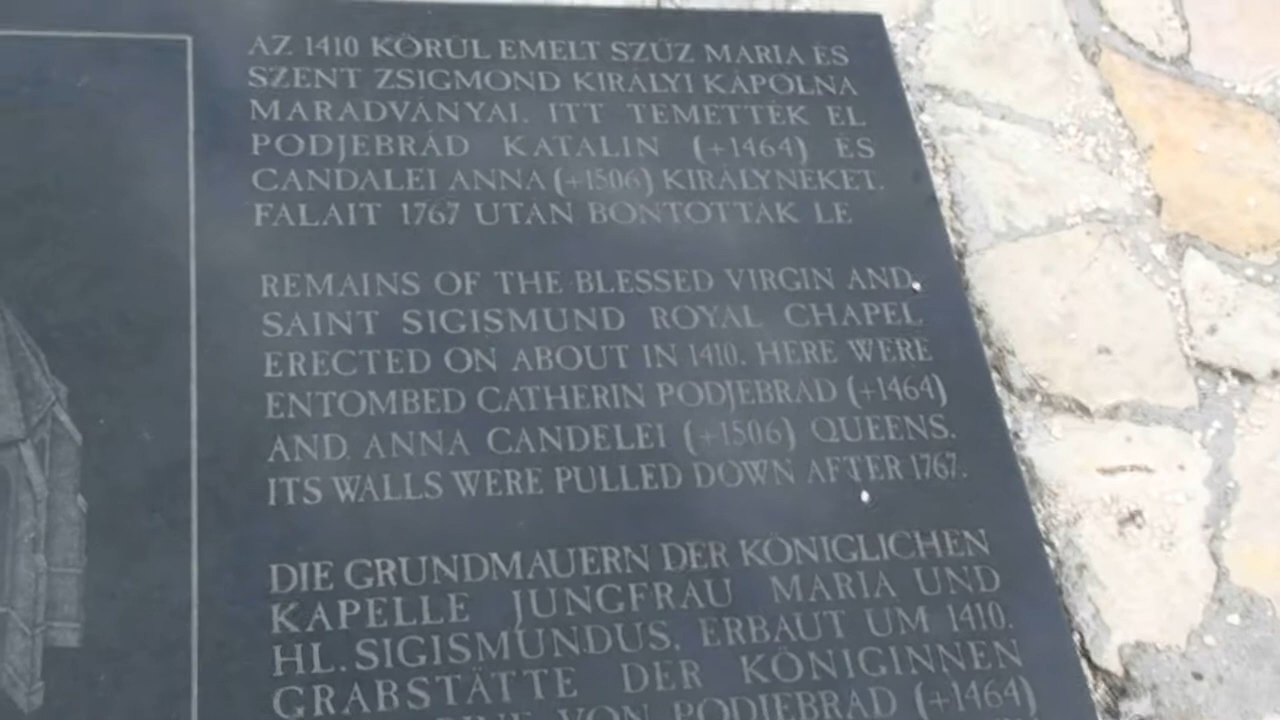 AZ 1410 KÖRÜL EMELT SZŰZ MARIA ÉS
SZENT ZSIGMOND KIRÁLYI KÁPOLNA
MARADVÁNYAI. ITT TEMETTÉK EL
PODJEBRÁD KATALIN (+1464) ÉS
CANDALEI ANNA (+1506) KIRÁLYNÉKET.
FALAIT 1767 UTÁN BONTOTTÁK LE
REMAINS OF THE BLESSED VIRGIN AND
SAINT SIGISMUND ROYAL CHAPEL
ERECTED ON ABOUT IN 1410. HERE WERE
ENTOMBED CATHERIN PODJEBRAD (+1464)
AND ANNA CANDELEI (+1506) QUEENS.
ITS WALLS WERE PULLED DOWN AFTER 1767.
DIE GRUNDMAUERN DER KÖNIGLICHEN
KAPELLE JUNGFRAU MARIA UND
HL. SIGISMUNDUS. ERBAUT UM 1410.
GRABSTÄTTE DER KÖNIGINNEN
VON PODJEBRAD (+1464)